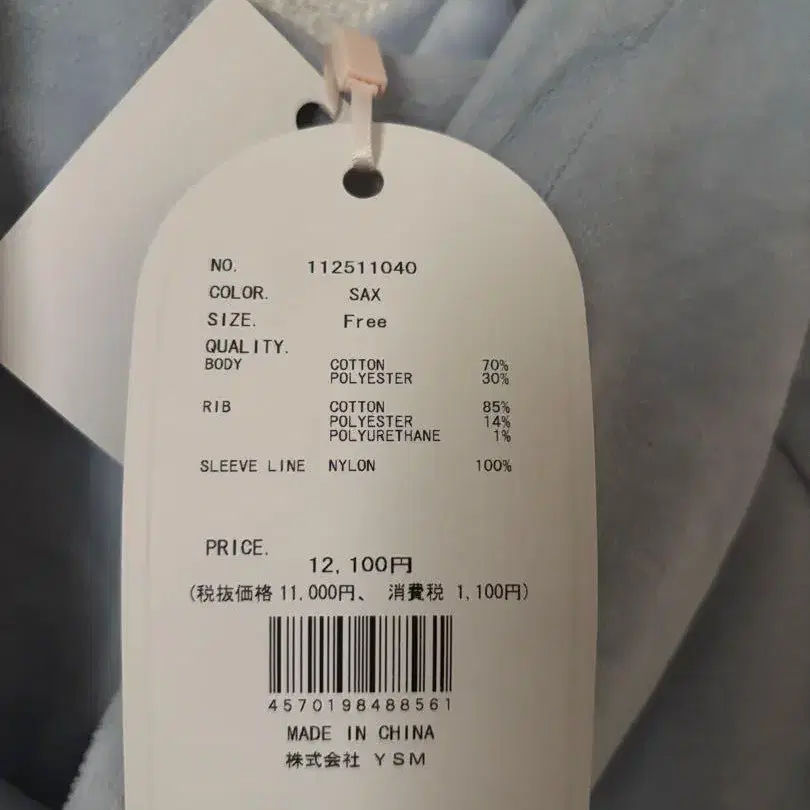 NO. 112511040
COLOR. SAX
SIZE. Free
QUALITY.
BODY COTTON 70%
POLYESTER 30%
RIB COTTON 85%
POLYESTER 14%
POLYURETHANE 1%
SLEEVE LINE NYLON 100%
PRICE.
12,100円
(税抜価格 11,000円、 消費税 1,100円)
4570198488561
MADE IN CHINA
株式会社 YSM